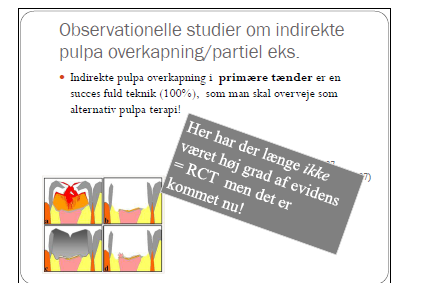 Observationelle studier om indirekte
pulpa overkapning/partiel eks.
Indirekte pulpa overkapning i primære tænder er en
succes fuld teknik (100%), som man skal overveje som
alternativ pulpa terapi!
Her har der længe ikke
været høj grad af evidens
= RCT men det er
kommet nu!
a
b
c
d